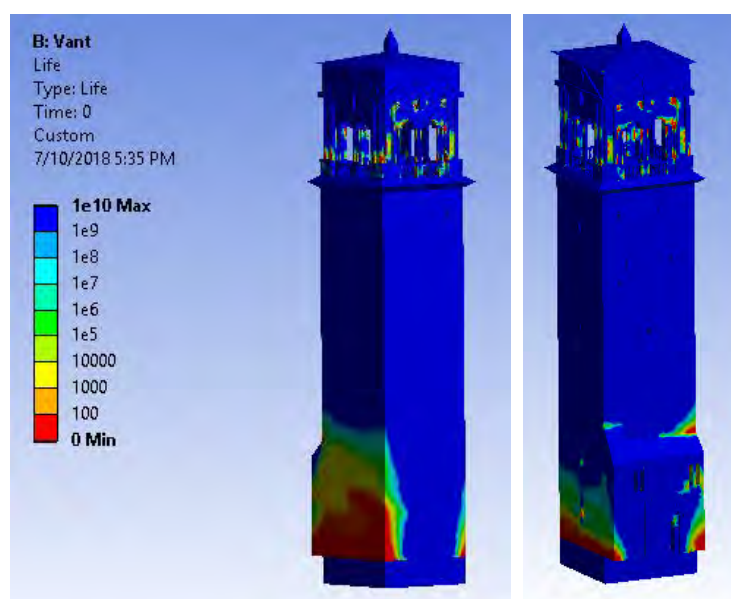 B: Vant
Life
Type: Life
Time: 0
Custom
7/10/2018 5:35 PM
1e10 Max
1e9
1e8
1e7
1e6
1e5
10000
1000
100
0 Min